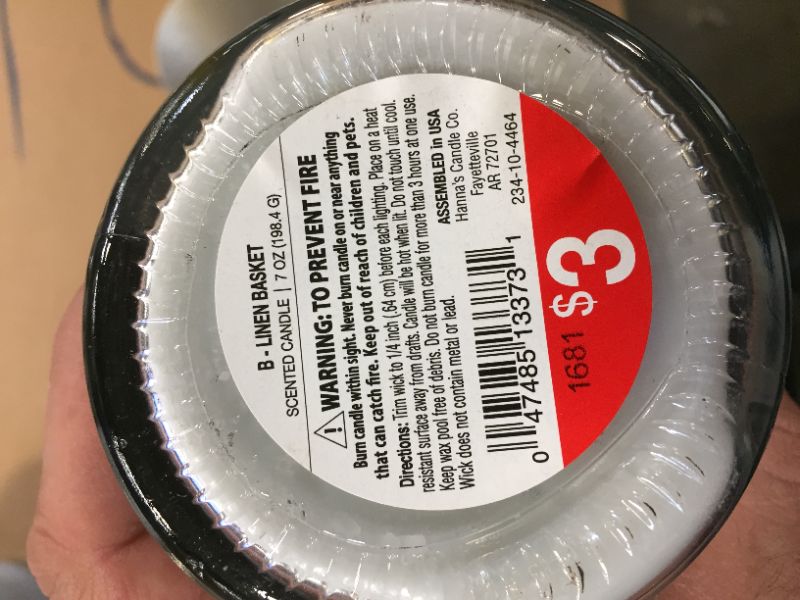 B - LINEN BASKET
SCENTED CANDLE | 7 OZ (198.4 G)
WARNING: TO PREVENT FIRE
Burn candle within sight. Never burn candle on or near anything
that can catch fire. Keep out of reach of children and pets.
Directions: Trim wick to 1/4 inch (.64 cm) before each lighting. Place on a heat
resistant surface away from drafts. Candle will be hot when lit. Do not touch until cool.
Keep wax pool free of debris. Do not burn candle for more than 3 hours at one use.
Wick does not contain metal or lead.
ASSEMBLED IN USA
Hanna's Candle Co.
Fayetteville
AR 72701
234-10-4464
0 47485 13373 1
1681 $3